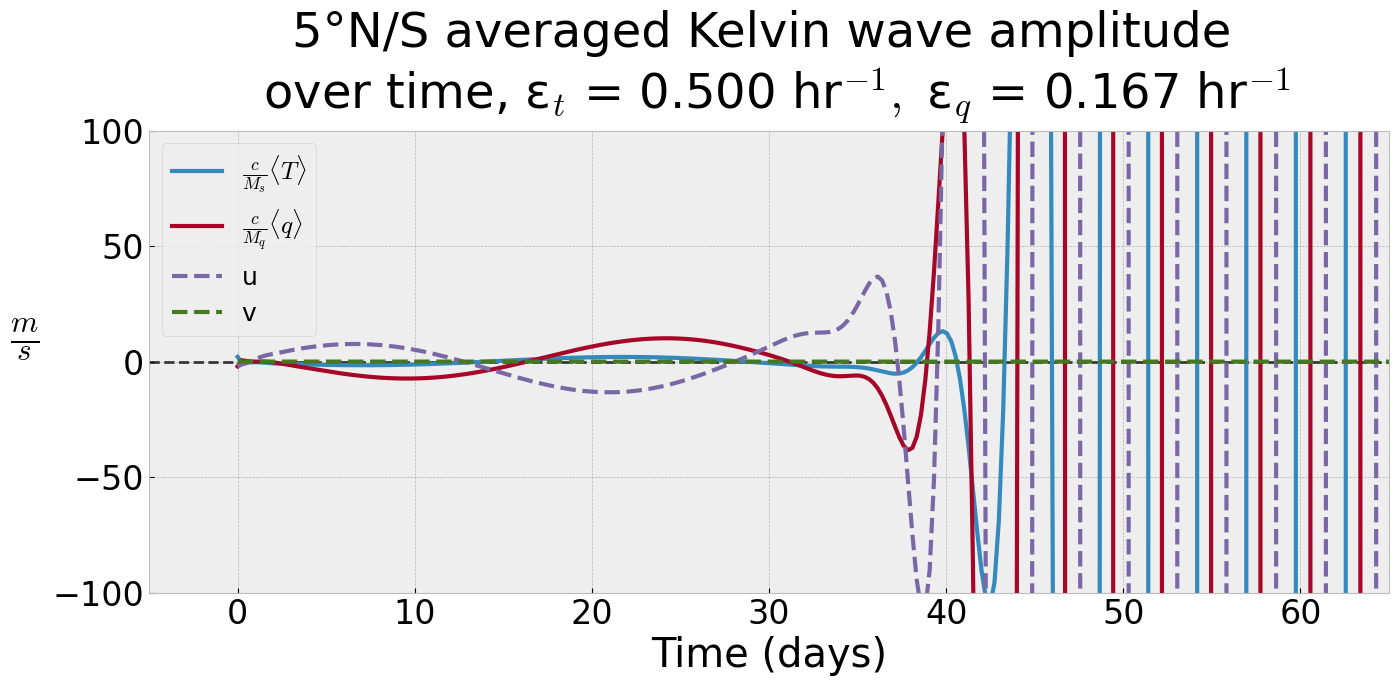 5°N/S averaged Kelvin wave amplitude
over time, ε_t = 0.500 hr^{-1}, ε_q = 0.167 hr^{-1}
100
50
0
−50
−100
m/s
c/M_s ⟨T⟩
c/M_q ⟨q⟩
u
v
0 10 20 30 40 50 60
Time (days)